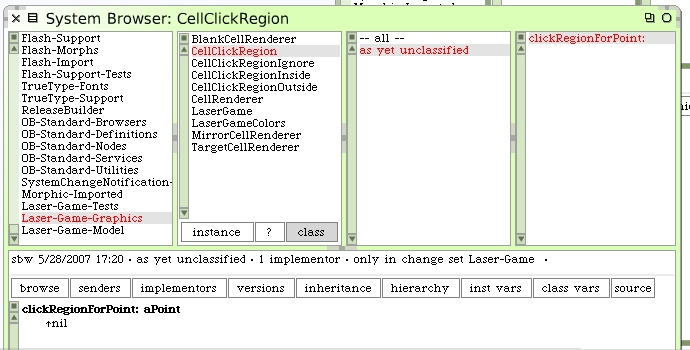 System Browser: CellClickRegion
Flash-Support
Flash-Morphs
Flash-Import
Flash-Support-Tests
TrueType-Fonts
TrueType-Support
ReleaseBuilder
OB-Standard-Browsers
OB-Standard-Definitions
OB-Standard-Nodes
OB-Standard-Services
OB-Standard-Utilities
SystemChangeNotification-
Morphic-Imported
Laser-Game-Tests
Laser-Game-Graphics
Laser-Game-Model
BlankCellRenderer
CellClickRegion
CellClickRegionIgnore
CellClickRegionInside
CellClickRegionOutside
CellRenderer
LaserGame
LaserGameColors
MirrorCellRenderer
TargetCellRenderer
instance ? class
-- all --
as yet unclassified
clickRegionForPoint:
sbw 5/28/2007 17:20 · as yet unclassified · 1 implementor · only in change set Laser-Game ·
browse senders implementors versions inheritance hierarchy inst vars class vars source
clickRegionForPoint: aPoint
↑nil